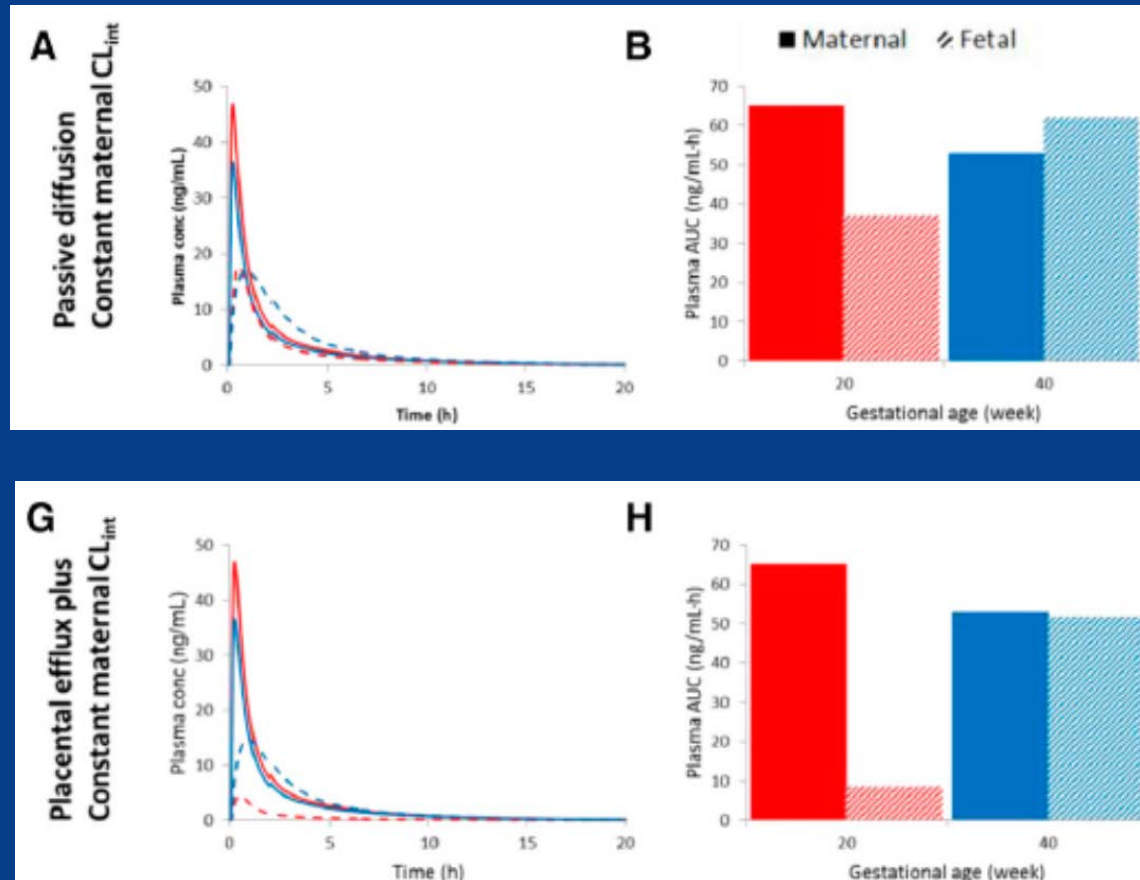 A
Passive diffusion
Constant maternal CLint
Plasma conc (ng/mL)
50
40
30
20
10
0
0 5 10 15 20
Time (h)
B
Maternal Fetal
Plasma AUC (ng/mL-h)
70
60
50
40
30
20
10
0
20 40
Gestational age (week)
G
Placental efflux plus
Constant maternal CLint
Plasma conc (ng/mL)
50
40
30
20
10
0
0 5 10 15 20
Time (h)
H
Plasma AUC (ng/mL-h)
70
60
50
40
30
20
10
0
20 40
Gestational age (week)